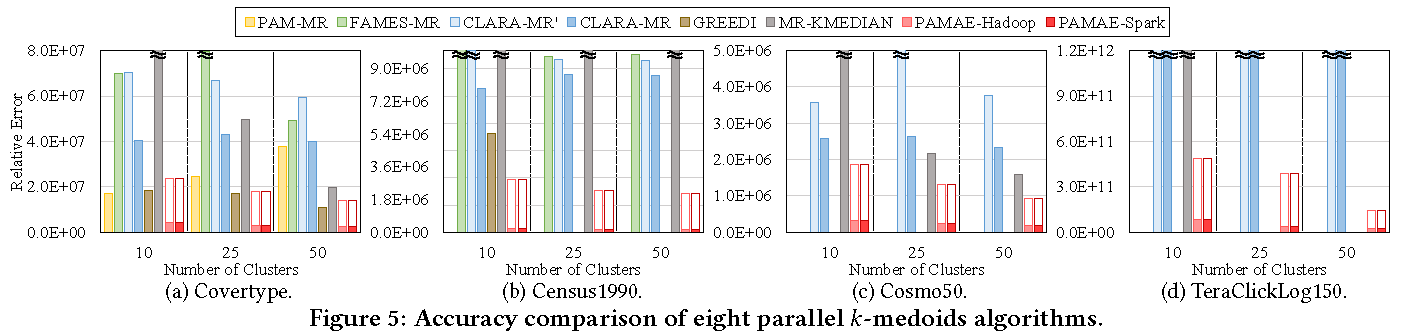 PAM-MR FAMES-MR CLARA-MR' CLARA-MR GREEDI MR-KMEDIAN PAMAE-Hadoop PAMAE-Spark
Relative Error
8.0E+07
6.0E+07
4.0E+07
2.0E+07
0.0E+00
10 25 50
Number of Clusters
(a) Covertype.
9.0E+06
7.2E+06
5.4E+06
3.6E+06
1.8E+06
0.0E+00
10 25 50
Number of Clusters
(b) Census1990.
6.0E+06
5.0E+06
4.0E+06
3.0E+06
2.0E+06
1.0E+06
0.0E+00
10 25 50
Number of Clusters
(c) Cosmo50.
1.2E+12
9.0E+11
6.0E+11
3.0E+11
0.0E+00
10 25 50
Number of Clusters
(d) TeraClickLog150.
Figure 5: Accuracy comparison of eight parallel k-medoids algorithms.